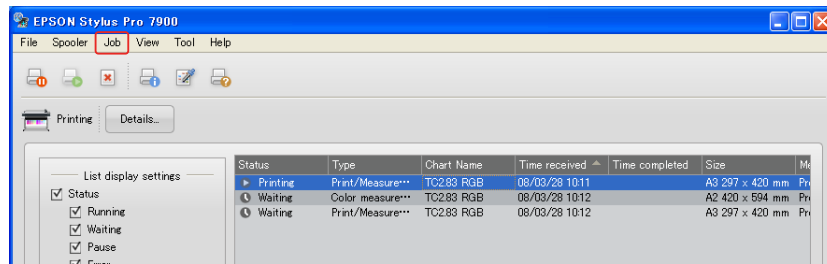 EPSON Stylus Pro 7900
File Spooler Job View Tool Help
Printing Details...
List display settings
Status
Running
Waiting
Pause
Status Type Chart Name Time received Time completed Size
Printing Print/Measure... TC2.83 RGB 08/03/28 10:11 A3 297 x 420 mm
Waiting Color measure... TC2.83 RGB 08/03/28 10:12 A2 420 x 594 mm
Waiting Print/Measure... TC2.83 RGB 08/03/28 10:12 A3 297 x 420 mm